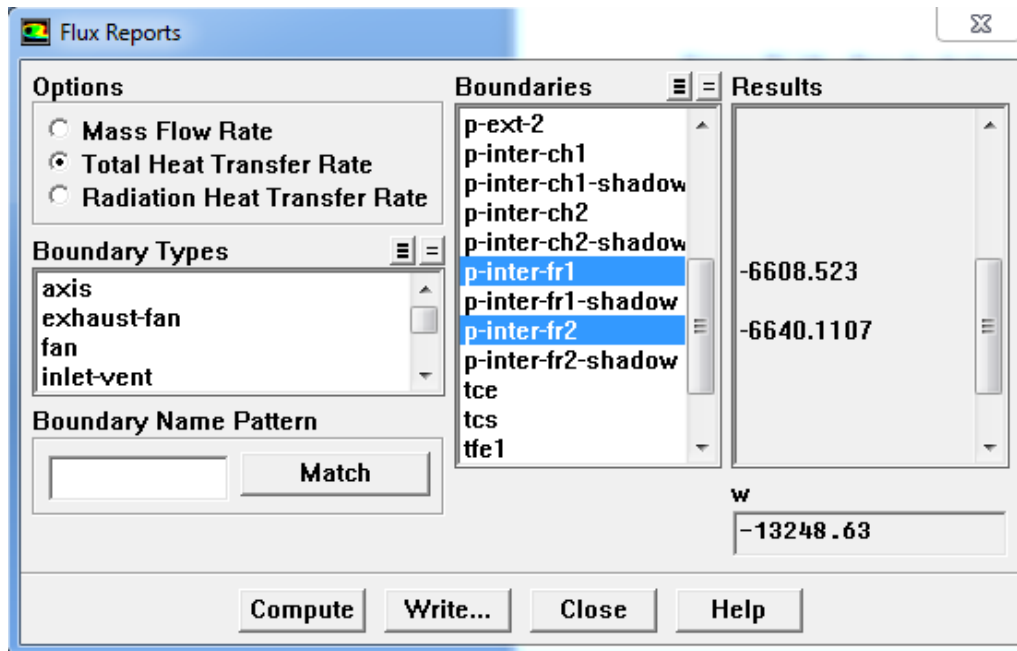 Flux Reports
Options
Mass Flow Rate
Total Heat Transfer Rate
Radiation Heat Transfer Rate
Boundary Types
axis
exhaust-fan
fan
inlet-vent
Boundary Name Pattern
Match
Boundaries
p-ext-2
p-inter-ch1
p-inter-ch1-shadow
p-inter-ch2
p-inter-ch2-shadow
p-inter-fr1
p-inter-fr1-shadow
p-inter-fr2
p-inter-fr2-shadow
tce
tcs
tfe1
Results
-6608.523
-6640.1107
w
-13248.63
Compute
Write...
Close
Help